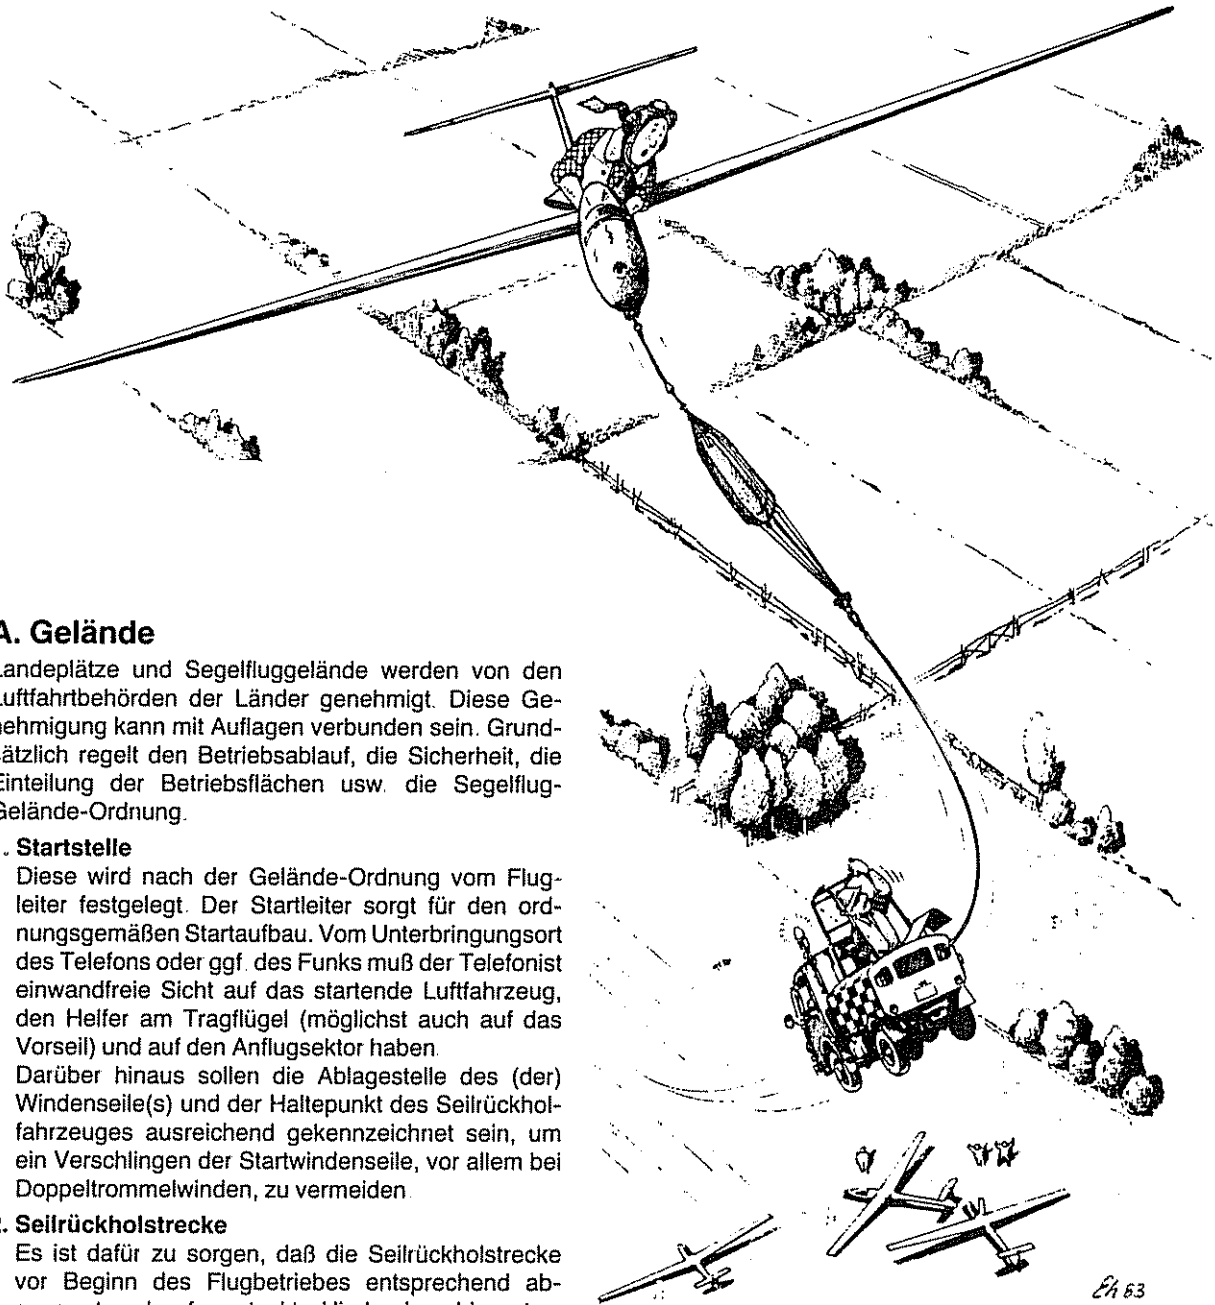 A. Gelände
Landeplätze und Segelfluggelände werden von den
Luftfahrtbehörden der Länder genehmigt. Diese Ge-
nehmigung kann mit Auflagen verbunden sein. Grund-
sätzlich regelt den Betriebsablauf, die Sicherheit, die
Einteilung der Betriebsflächen usw. die Segelflug-
Gelände-Ordnung.
1. Startstelle
Diese wird nach der Gelände-Ordnung vom Flug-
leiter festgelegt. Der Startleiter sorgt für den ord-
nungsgemäßen Startaufbau. Vom Unterbringungsort
des Telefons oder ggf. des Funks muß der Telefonist
einwandfreie Sicht auf das startende Luftfahrzeug,
den Helfer am Tragflügel (möglichst auch auf das
Vorseil) und auf den Anflugsektor haben.
Darüber hinaus sollen die Ablagestelle des (der)
Windenseile(s) und der Haltepunkt des Seilrückhol-
fahrzeuges ausreichend gekennzeichnet sein, um
ein Verschlingen der Startwindenseile, vor allem bei
Doppeltrommelwinden, zu vermeiden.
2. Seilrückholstrecke
Es ist dafür zu sorgen, daß die Seilrückholstrecke
vor Beginn des Flugbetriebes entsprechend ab-
Eh 83